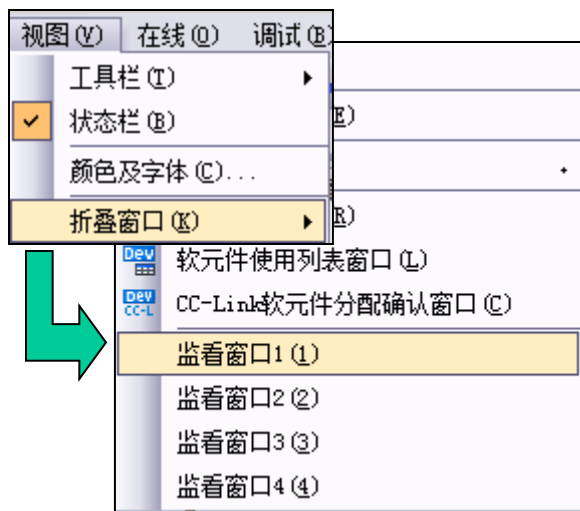 视图(V) 在线(O) 调试(B)
工具栏(T)
状态栏(B)
颜色及字体(C)...
折叠窗口(K)
E)
R)
Dev 软元件使用列表窗口(L)
Dev CC-L CC-Link软元件分配确认窗口(C)
监看窗口1(1)
监看窗口2(2)
监看窗口3(3)
监看窗口4(4)